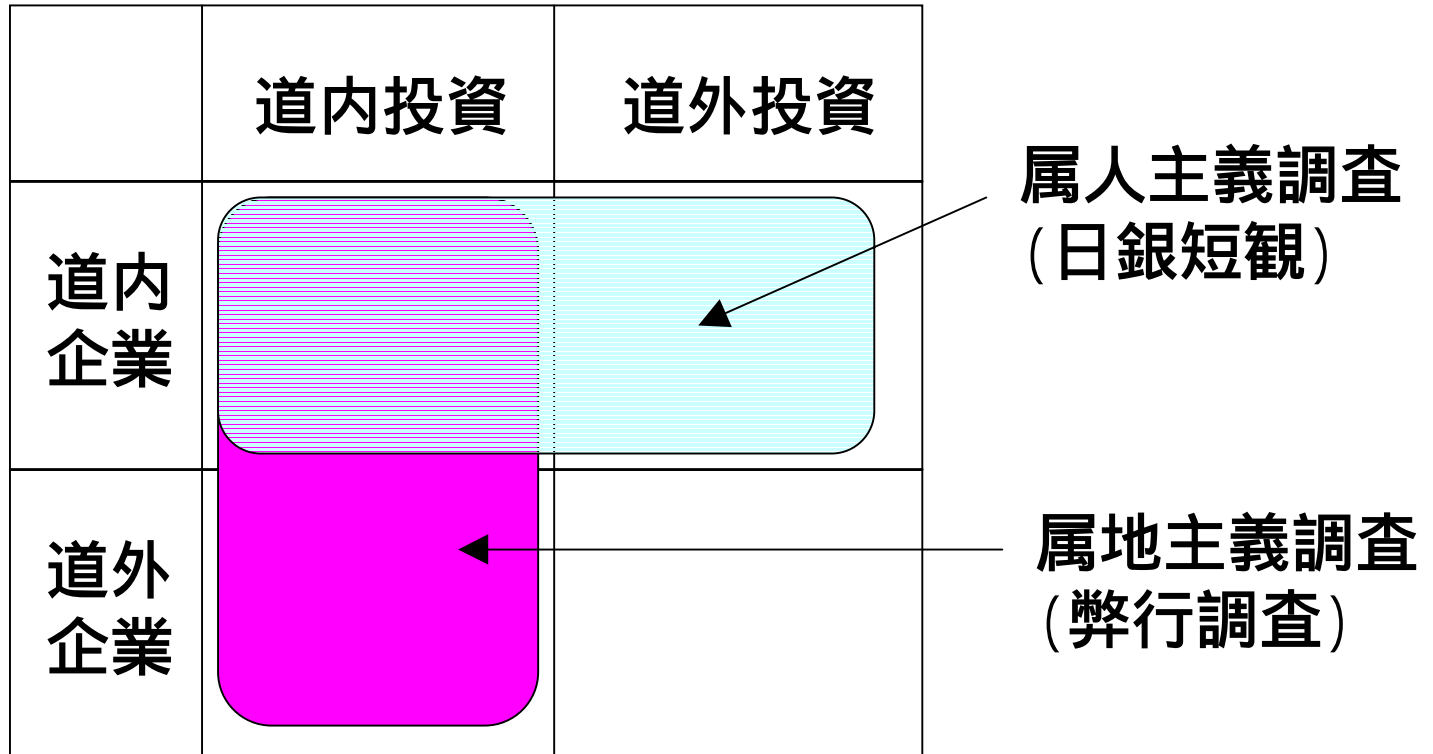 道内投資
道外投資
属人主義調査
(日銀短観)
道内
企業
道外
企業
属地主義調査
(弊行調査)